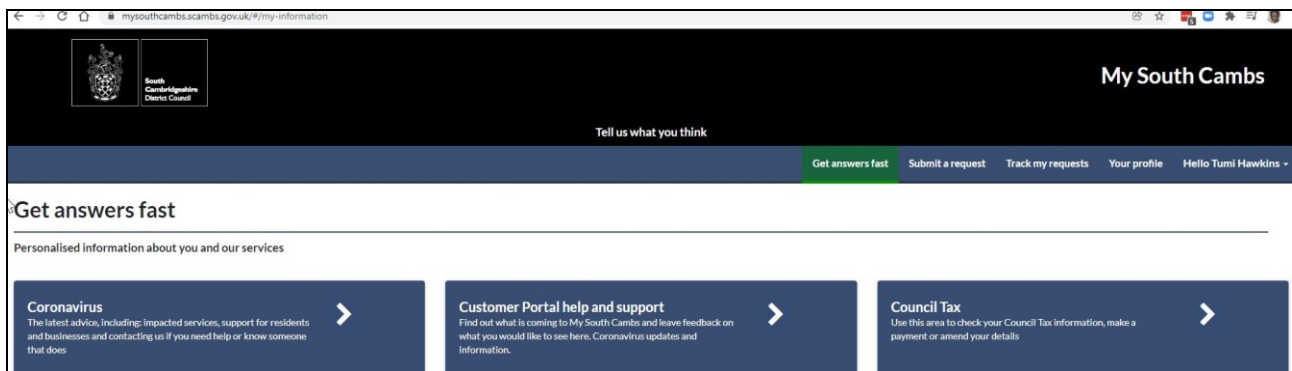 mysouthcambs.scambs.gov.uk/#/my-information
South
Cambridgeshire
District Council
My South Cambs
Tell us what you think
Get answers fast Submit a request Track my requests Your profile Hello Tumi Hawkins
Get answers fast
Personalised information about you and our services
Coronavirus
The latest advice, including: impacted services, support for residents
and businesses and contacting us if you need help or know someone
that does
Customer Portal help and support
Find out what is coming to My South Cambs and leave feedback on
what you would like to see here. Coronavirus updates and
information.
Council Tax
Use this area to check your Council Tax information, make a
payment or amend your details